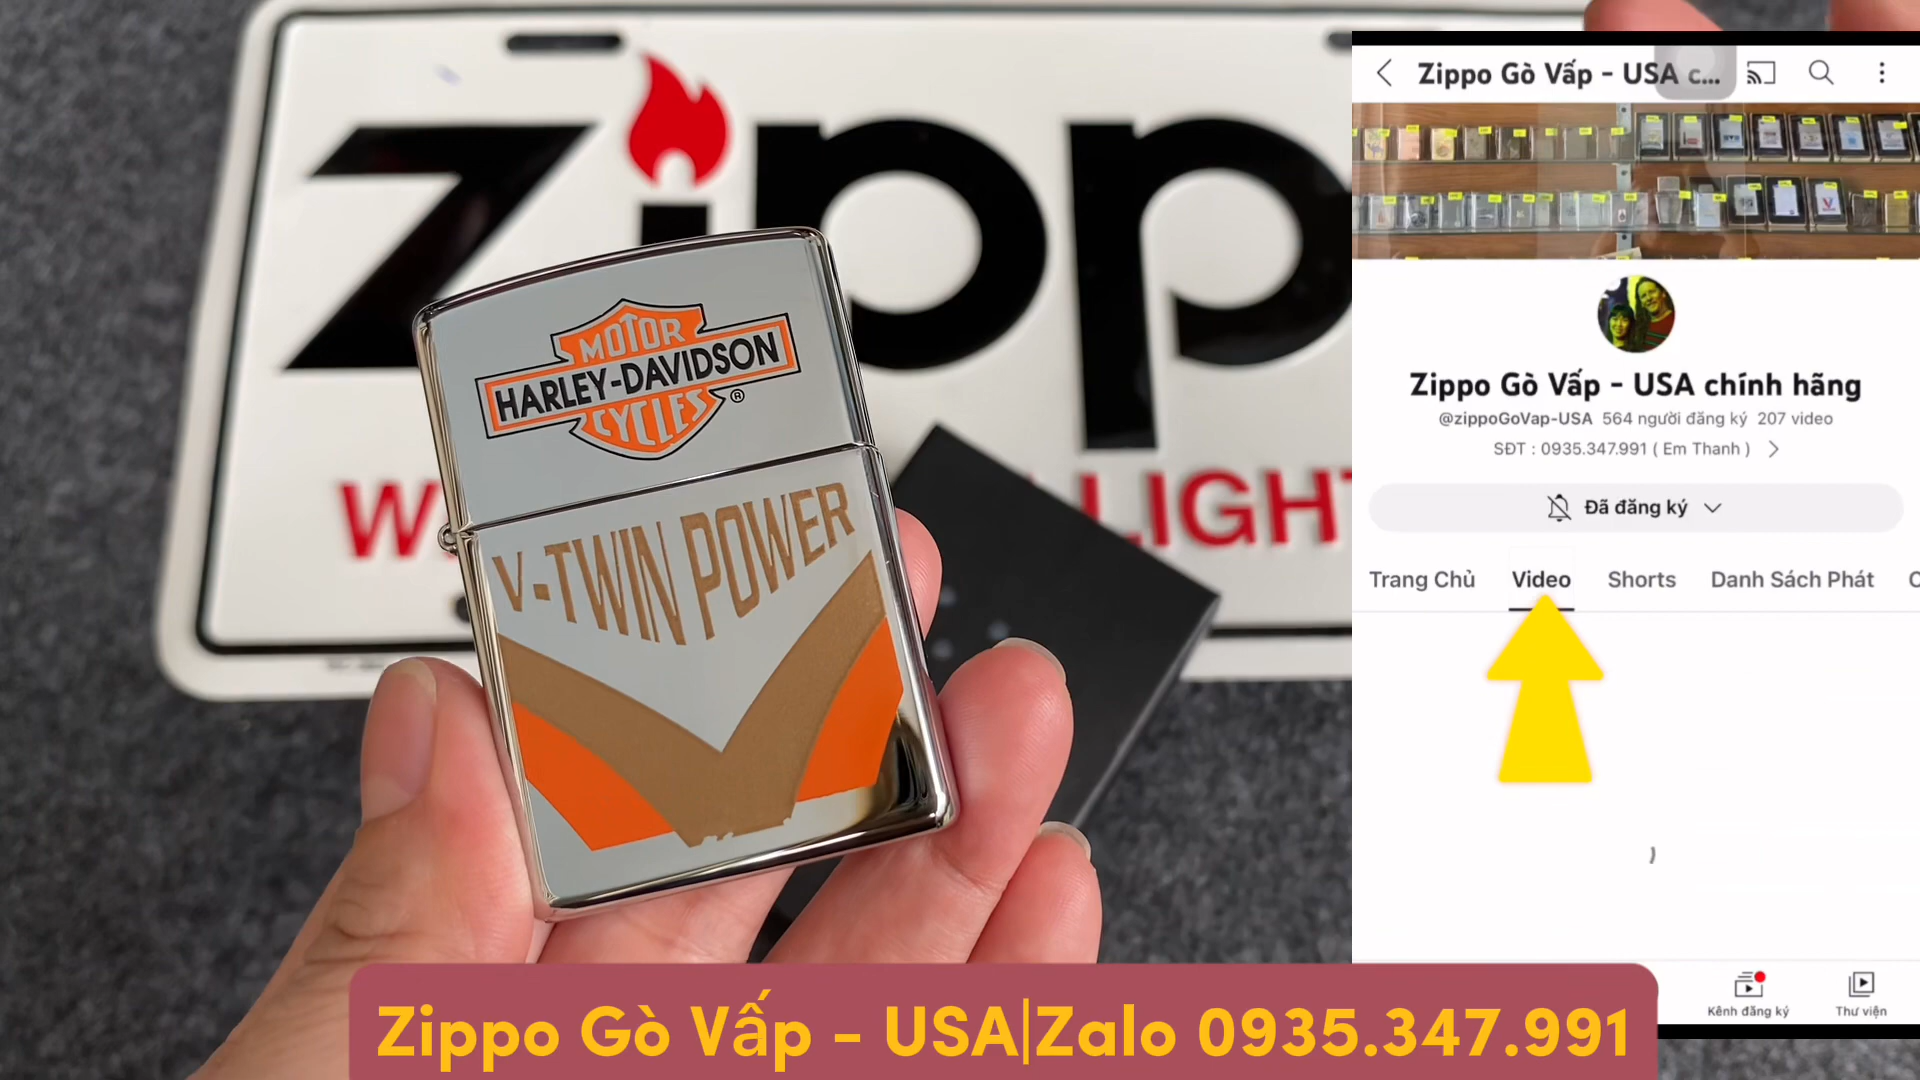 Zippo
W
LIGHT
MOTOR
HARLEY-DAVIDSON
CYCLES ®
V-TWIN POWER
Zippo Gò Vấp - USA c...
Zippo Gò Vấp - USA chính hãng
@zippoGoVap-USA 564 người đăng ký 207 video
SĐT : 0935.347.991 ( Em Thanh )
Đã đăng ký
Trang Chủ Video Shorts Danh Sách Phát
Kênh đăng ký Thư viện
Zippo Gò Vấp - USA|Zalo 0935.347.991